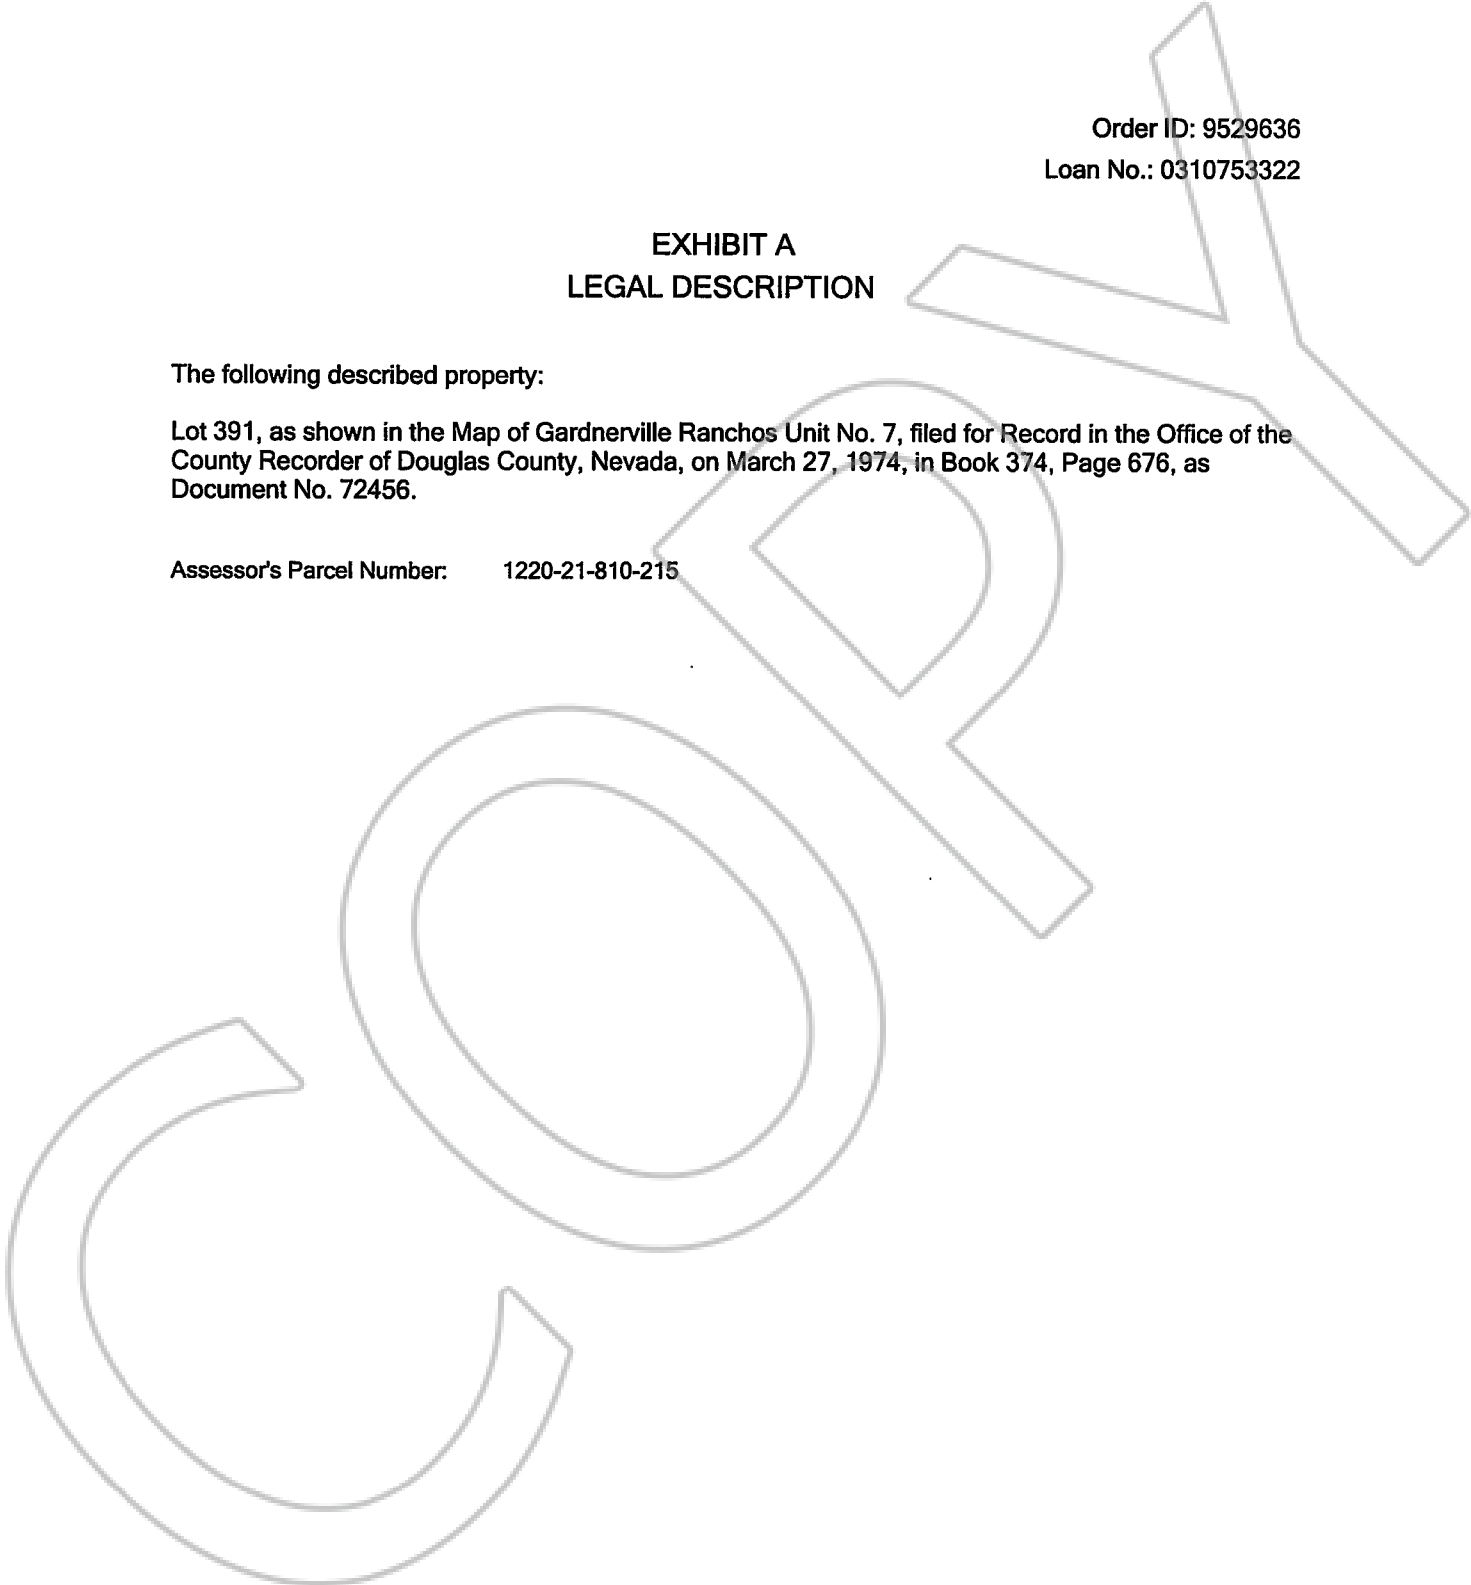 Order ID: 9529636
Loan No.: 0310753322
EXHIBIT A
LEGAL DESCRIPTION
The following described property:
Lot 391, as shown in the Map of Gardnerville Ranchos Unit No. 7, filed for Record in the Office of the
County Recorder of Douglas County, Nevada, on March 27, 1974, in Book 374, Page 676, as
Document No. 72456.
Assessor's Parcel Number: 1220-21-810-215
COPY